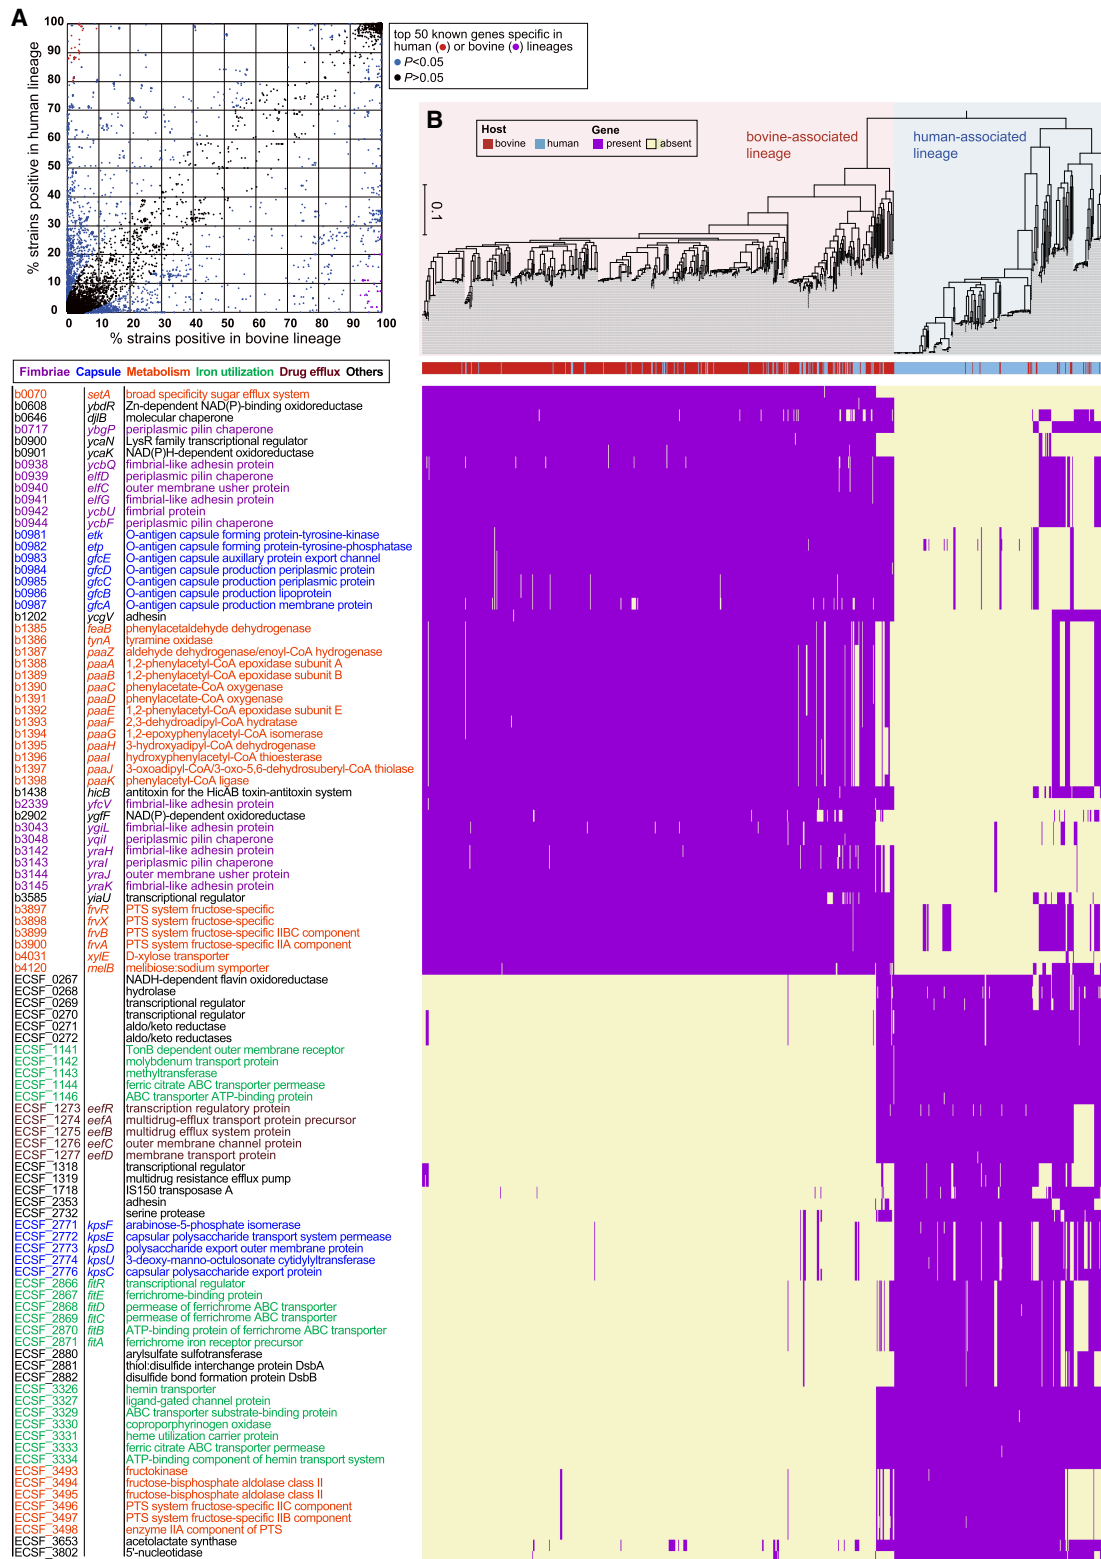 A
% strains positive in human lineage
100
90
80
70
60
50
40
30
20
10
0
0 10 20 30 40 50 60 70 80 90 100
% strains positive in bovine lineage
top 50 known genes specific in
human (●) or bovine (●) lineages
P<0.05
P>0.05
B
Host Gene
bovine human present absent
bovine-associated
lineage
human-associated
lineage
0.1
Fimbriae Capsule Metabolism Iron utilization Drug efflux Others
b0070 setA broad specificity sugar efflux system
b0608 ybdR Zn-dependent NAD(P)-binding oxidoreductase
b0646 djlB molecular chaperone
b0717 ybgP periplasmic pilin chaperone
b0900 ycaN LysR family transcriptional regulator
b0901 ycaK NAD(P)H-dependent oxidoreductase
b0938 ycbQ fimbrial-like adhesin protein
b0939 elfD periplasmic pilin chaperone
b0940 elfC outer membrane usher protein
b0941 elfG fimbrial-like adhesin protein
b0942 ycbU fimbrial protein
b0944 ycbF periplasmic pilin chaperone
b0981 etk O-antigen capsule forming protein-tyrosine-kinase
b0982 etp O-antigen capsule forming protein-tyrosine-phosphatase
b0983 gfcE O-antigen capsule auxillary protein export channel
b0984 gfcD O-antigen capsule production periplasmic protein
b0985 gfcC O-antigen capsule production periplasmic protein
b0986 gfcB O-antigen capsule production lipoprotein
b0987 gfcA O-antigen capsule production membrane protein
b1202 ycgV adhesin
b1385 feaB phenylacetaldehyde dehydrogenase
b1386 tynA tyramine oxidase
b1387 paaZ aldehyde dehydrogenase/enoyl-CoA hydrogenase
b1388 paaA 1,2-phenylacetyl-CoA epoxidase subunit A
b1389 paaB 1,2-phenylacetyl-CoA epoxidase subunit B
b1390 paaC phenylacetate-CoA oxygenase
b1391 paaD phenylacetate-CoA oxygenase
b1392 paaE 1,2-phenylacetyl-CoA epoxidase subunit E
b1393 paaF 2,3-dehydroadipyl-CoA hydratase
b1394 paaG 1,2-epoxyphenylacetyl-CoA isomerase
b1395 paaH 3-hydroxyadipyl-CoA dehydrogenase
b1396 paaI hydroxyphenylacetyl-CoA thioesterase
b1397 paaJ 3-oxoadipyl-CoA/3-oxo-5,6-dehydrosuberyl-CoA thiolase
b1398 paaK phenylacetyl-CoA ligase
b1438 hicB antitoxin for the HicAB toxin-antitoxin system
b2339 yfcV fimbrial-like adhesin protein
b2902 ygfF NAD(P)-dependent oxidoreductase
b3043 ygiL fimbrial-like adhesin protein
b3048 yqiI periplasmic pilin chaperone
b3142 yraH fimbrial-like adhesin protein
b3143 yraI periplasmic pilin chaperone
b3144 yraJ outer membrane usher protein
b3145 yraK fimbrial-like adhesin protein
b3585 yiaU transcriptional regulator
b3897 frvR PTS system fructose-specific
b3898 frvX PTS system fructose-specific
b3899 frvB PTS system fructose-specific IIBC component
b3900 frvA PTS system fructose-specific IIA component
b4031 xylE D-xylose transporter
b4120 melB melibiose:sodium symporter
ECSF_0267 NADH-dependent flavin oxidoreductase
ECSF_0268 hydrolase
ECSF_0269 transcriptional regulator
ECSF_0270 transcriptional regulator
ECSF_0271 aldo/keto reductase
ECSF_0272 aldo/keto reductases
ECSF_1141 TonB dependent outer membrane receptor
ECSF_1142 molybdenum transport protein
ECSF_1143 methyltransferase
ECSF_1144 ferric citrate ABC transporter permease
ECSF_1146 ABC transporter ATP-binding protein
ECSF_1273 eefR transcription regulatory protein
ECSF_1274 eefA multidrug-efflux transport protein precursor
ECSF_1275 eefB multidrug efflux system protein
ECSF_1276 eefC outer membrane channel protein
ECSF_1277 eefD membrane transport protein
ECSF_1318 transcriptional regulator
ECSF_1319 multidrug resistance efflux pump
ECSF_1718 IS150 transposase A
ECSF_2353 adhesin
ECSF_2732 serine protease
ECSF_2771 kpsF arabinose-5-phosphate isomerase
ECSF_2772 kpsE capsular polysaccharide transport system permease
ECSF_2773 kpsD polysaccharide export outer membrane protein
ECSF_2774 kpsU 3-deoxy-manno-octulosonate cytidylyltransferase
ECSF_2776 kpsC capsular polysaccharide export protein
ECSF_2866 fitR transcriptional regulator
ECSF_2867 fitE ferrichrome-binding protein
ECSF_2868 fitD permease of ferrichrome ABC transporter
ECSF_2869 fitC permease of ferrichrome ABC transporter
ECSF_2870 fitB ATP-binding protein of ferrichrome ABC transporter
ECSF_2871 fitA ferrichrome iron receptor precursor
ECSF_2880 arylsulfate sulfotransferase
ECSF_2881 thiol:disulfide interchange protein DsbA
ECSF_2882 disulfide bond formation protein DsbB
ECSF_3326 hemin transporter
ECSF_3327 ligand-gated channel protein
ECSF_3329 ABC transporter substrate-binding protein
ECSF_3330 coproporphyrinogen oxidase
ECSF_3331 heme utilization carrier protein
ECSF_3333 ferric citrate ABC transporter permease
ECSF_3334 ATP-binding component of hemin transport system
ECSF_3493 fructokinase
ECSF_3494 fructose-bisphosphate aldolase class II
ECSF_3495 fructose-bisphosphate aldolase class II
ECSF_3496 PTS system fructose-specific IIC component
ECSF_3497 PTS system fructose-specific IIB component
ECSF_3498 enzyme IIA component of PTS
ECSF_3653 acetolactate synthase
ECSF_3802 5'-nucleotidase